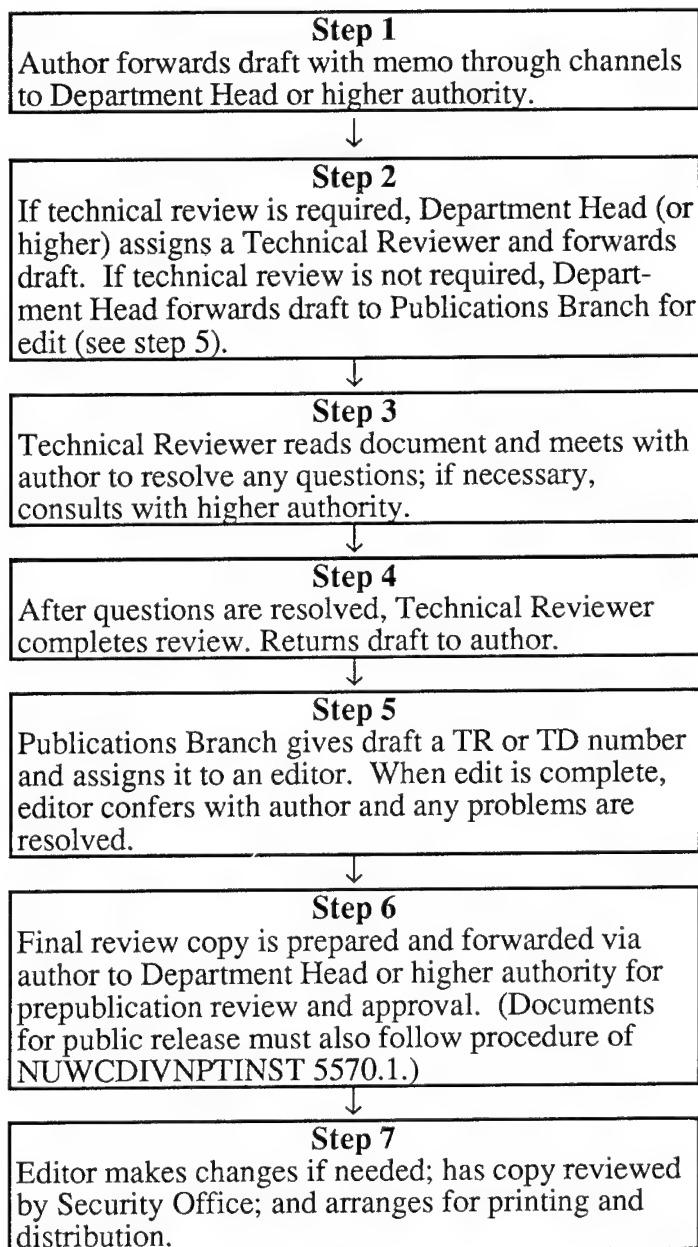 Step 1
Author forwards draft with memo through channels
to Department Head or higher authority.
↓
Step 2
If technical review is required, Department Head (or
higher) assigns a Technical Reviewer and forwards
draft. If technical review is not required, Depart-
ment Head forwards draft to Publications Branch for
edit (see step 5).
↓
Step 3
Technical Reviewer reads document and meets with
author to resolve any questions; if necessary,
consults with higher authority.
↓
Step 4
After questions are resolved, Technical Reviewer
completes review. Returns draft to author.
↓
Step 5
Publications Branch gives draft a TR or TD number
and assigns it to an editor. When edit is complete,
editor confers with author and any problems are
resolved.
↓
Step 6
Final review copy is prepared and forwarded via
author to Department Head or higher authority for
prepublication review and approval. (Documents
for public release must also follow procedure of
NUWCDIVNPTINST 5570.1.)
↓
Step 7
Editor makes changes if needed; has copy reviewed
by Security Office; and arranges for printing and
distribution.